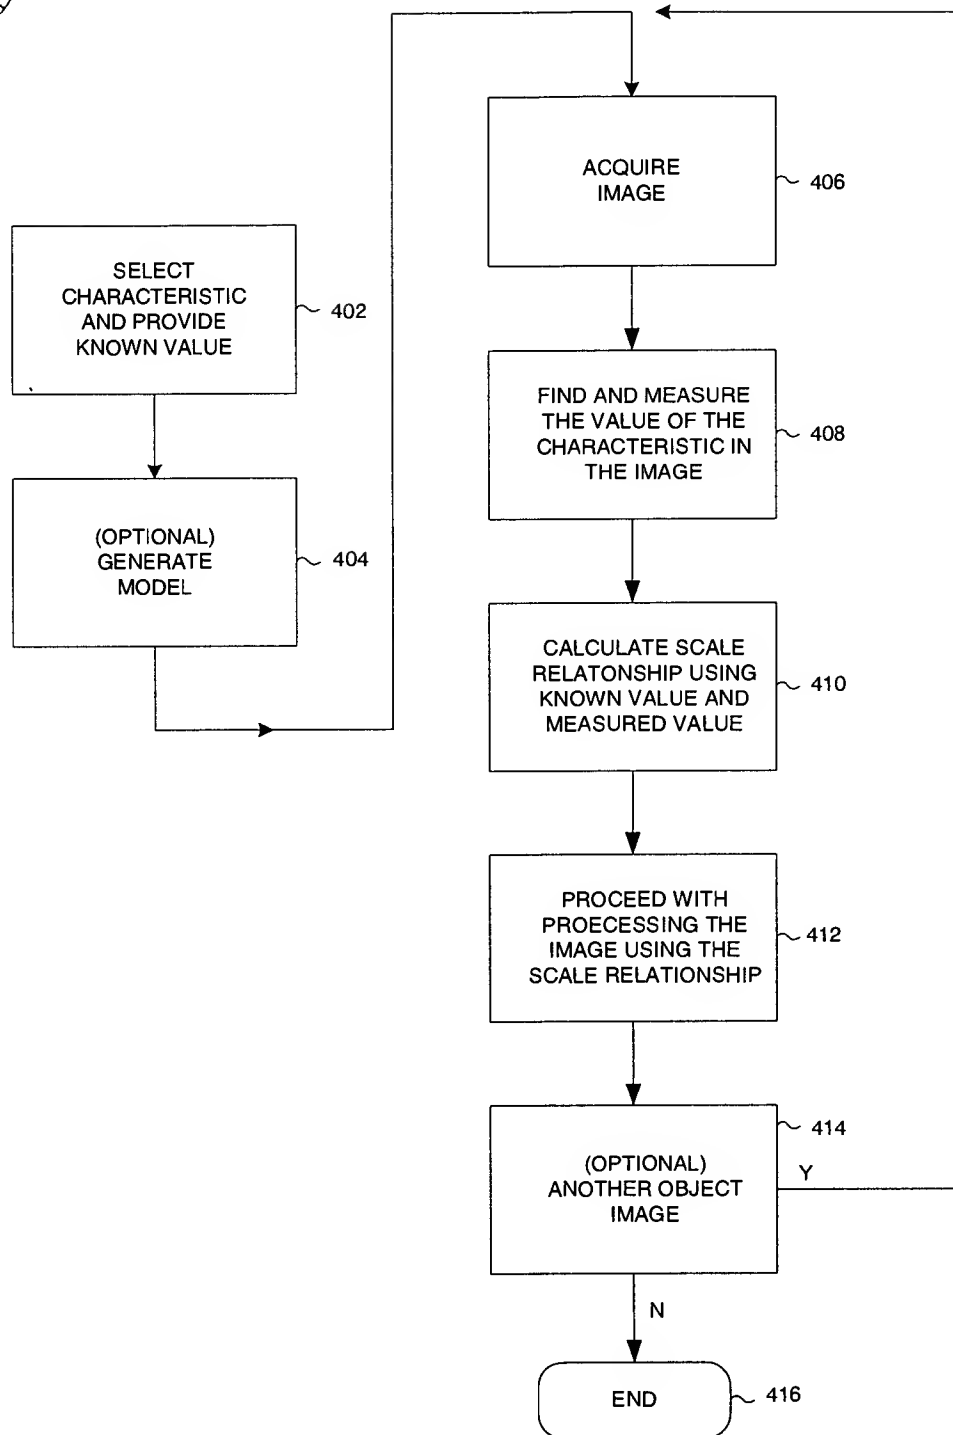 SELECT
CHARACTERISTIC
AND PROVIDE
KNOWN VALUE
402
(OPTIONAL)
GENERATE
MODEL
404
ACQUIRE
IMAGE
406
FIND AND MEASURE
THE VALUE OF THE
CHARACTERISTIC IN
THE IMAGE
408
CALCULATE SCALE
RELATONSHIP USING
KNOWN VALUE AND
MEASURED VALUE
410
PROCEED WITH
PROECESSING THE
IMAGE USING THE
SCALE RELATIONSHIP
412
(OPTIONAL)
ANOTHER OBJECT
IMAGE
414
Y
N
END
416